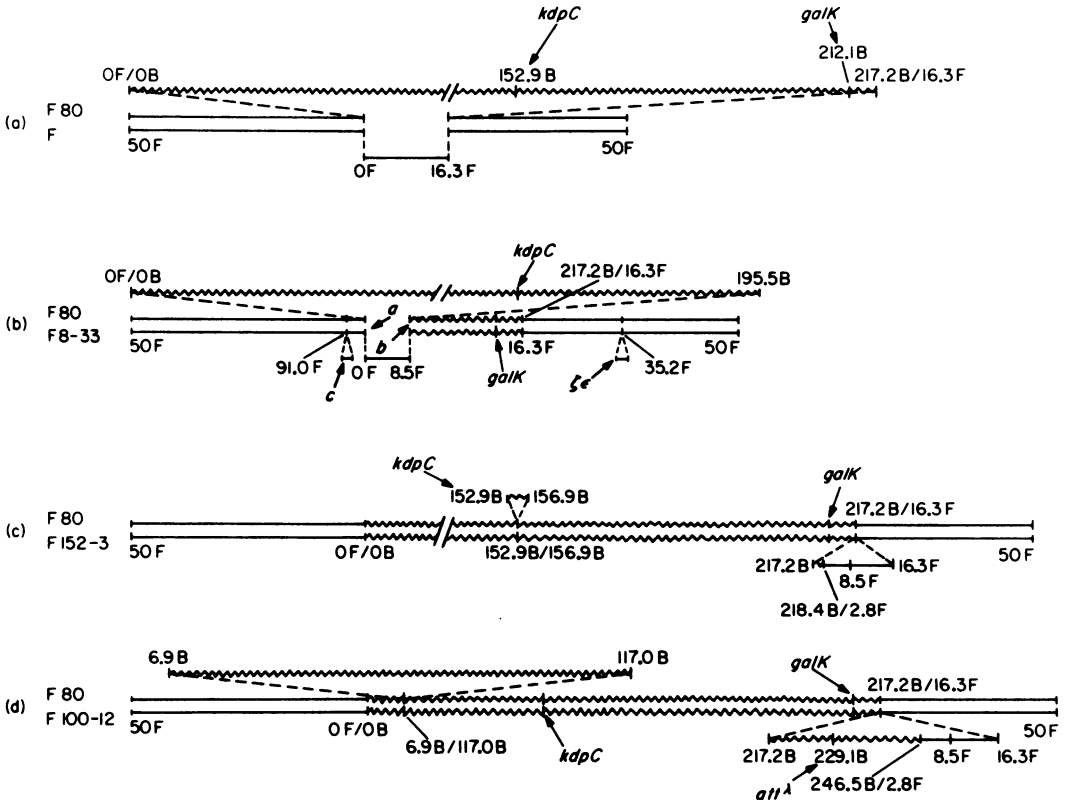 kdpC
galK
212.1B
0F/0B
152.9B
217.2B/16.3F
(a)
F80
F
50F
50F
0F
16.3F
kdpC
217.2B/16.3F
0F/0B
195.5B
(b)
F80
a
F8-33
50F
b
16.3F
50F
91.0F
0F
8.5F
galK
35.2F
c
ζε
kdpC
galK
152.9B
156.9B
217.2B/16.3F
(c)
F80
F152-3
50F
0F/0B
152.9B/156.9B
50F
217.2B
16.3F
8.5F
218.4B/2.8F
6.9B
117.0B
galK
217.2B/16.3F
(d)
F80
F100-12
50F
0F/0B
50F
6.9B/117.0B
kdpC
217.2B
229.1B
8.5F
16.3F
att λ
246.5B/2.8F